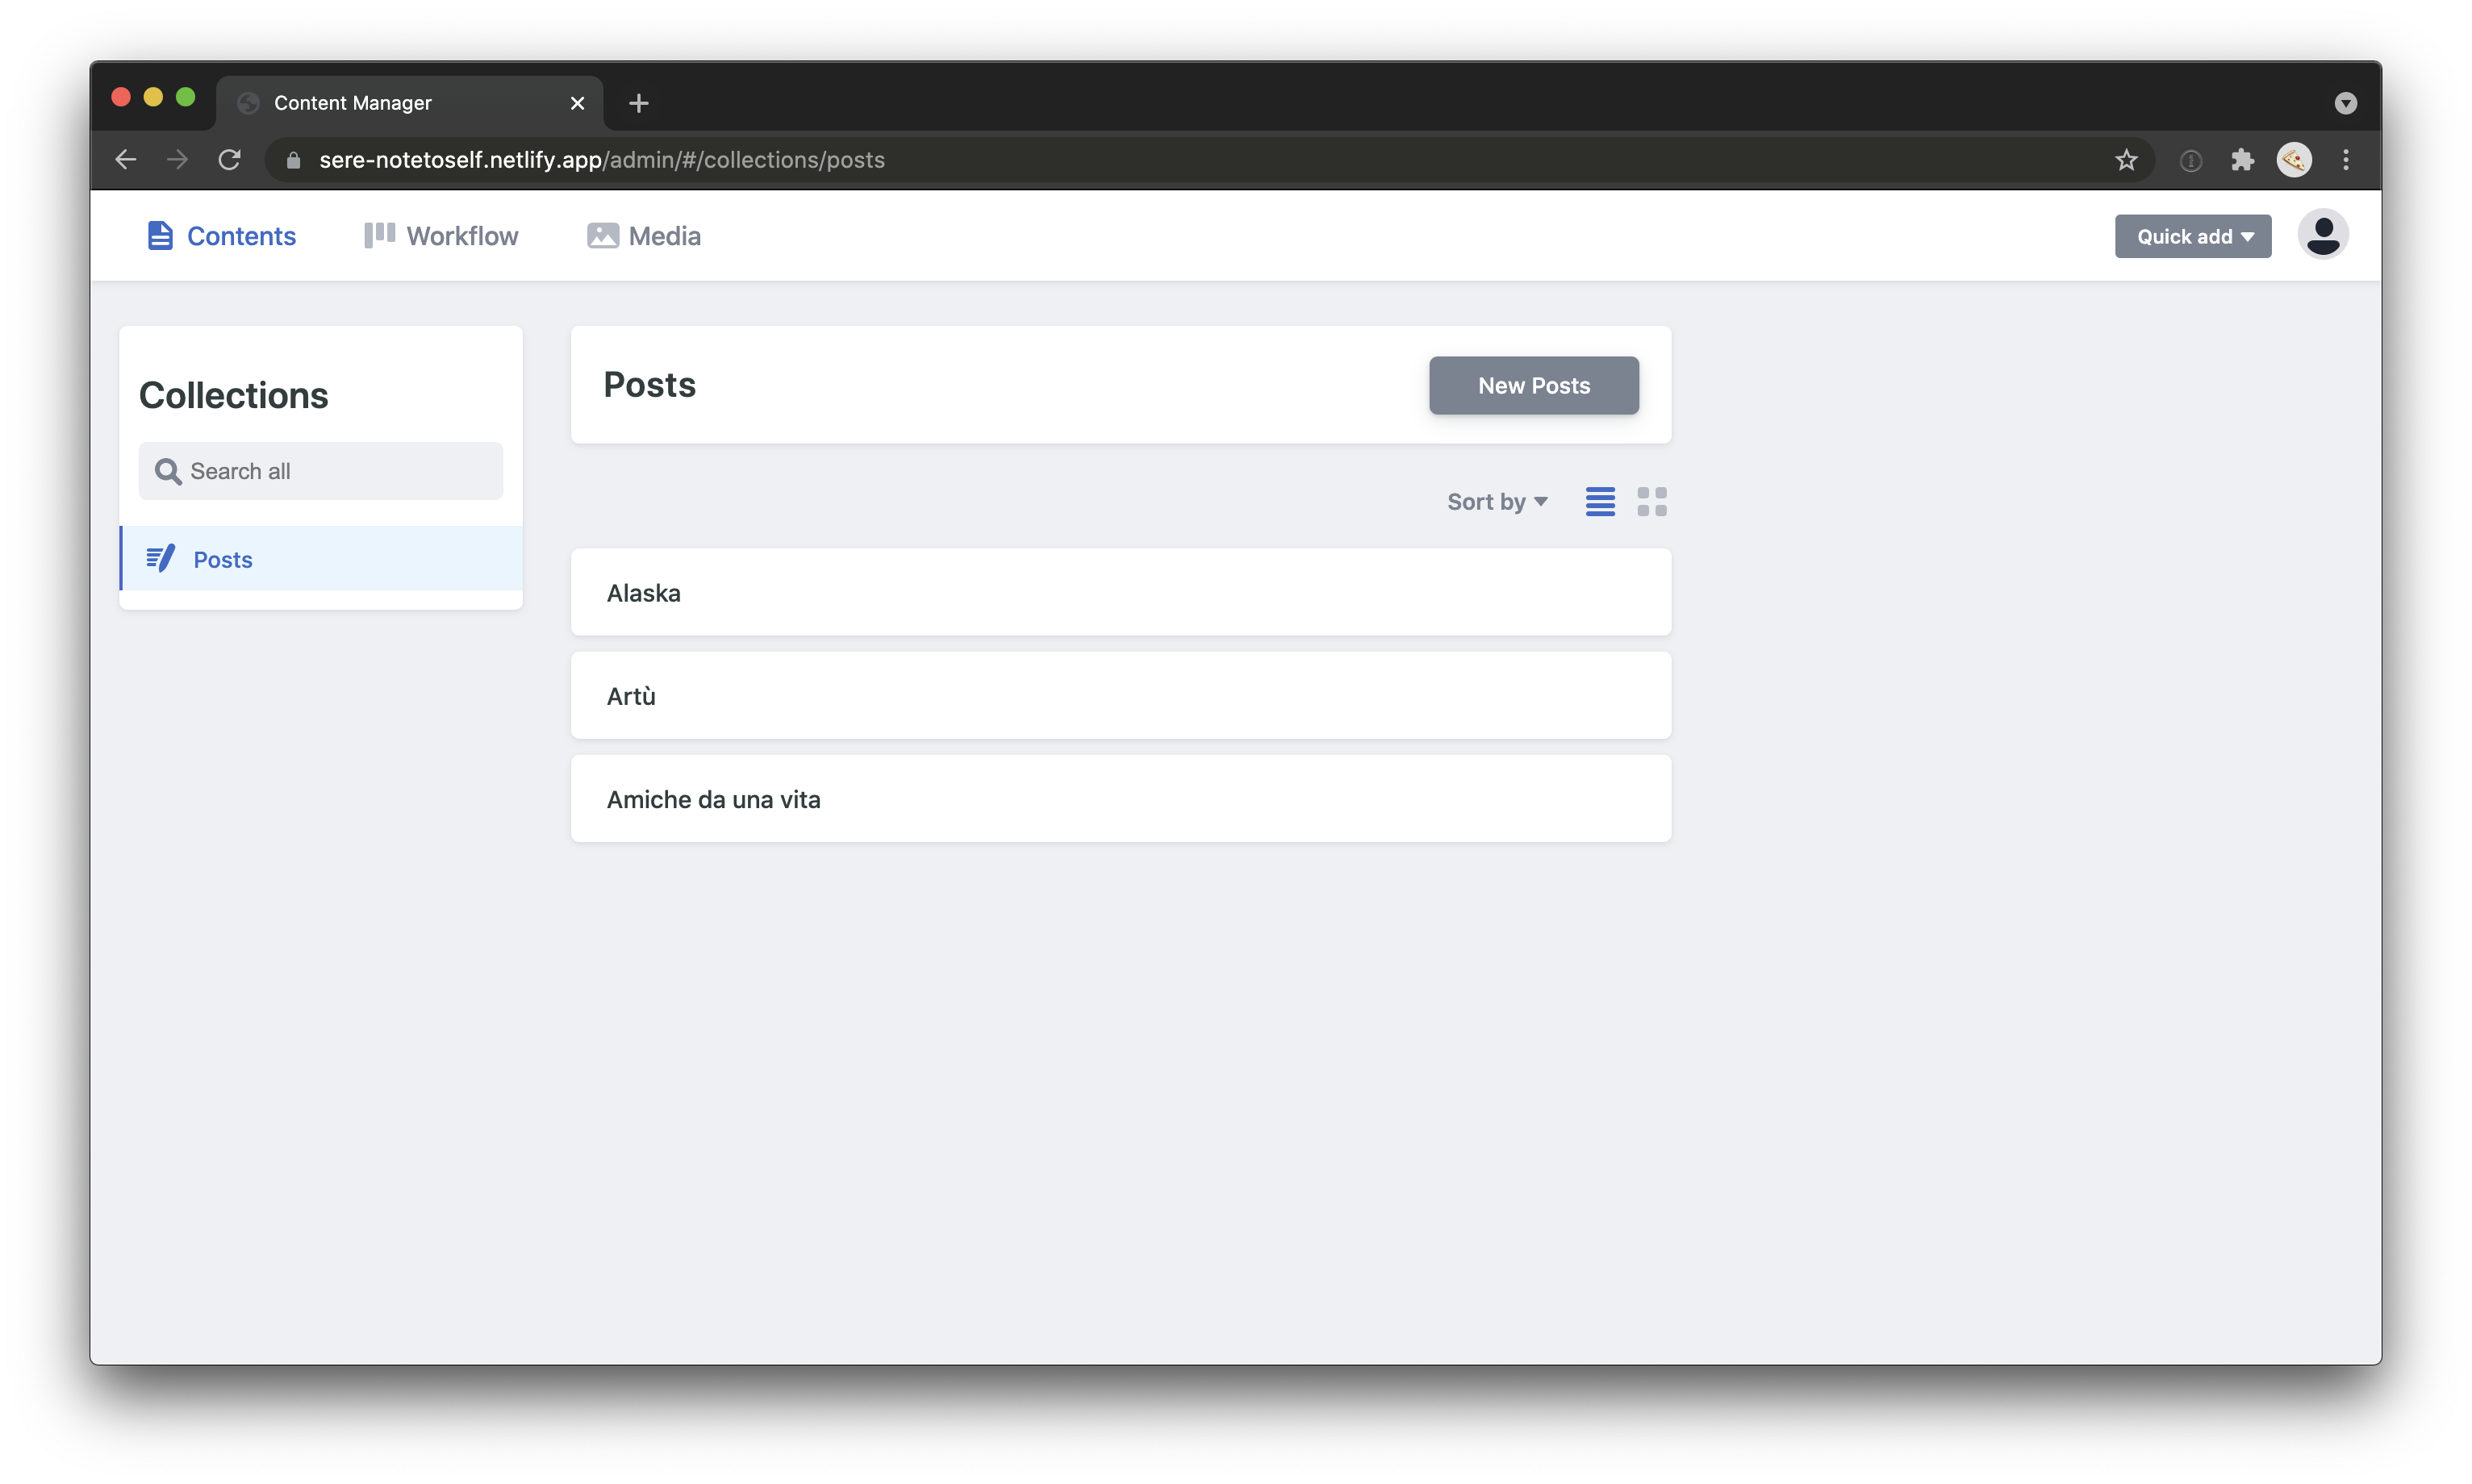 Content Manager
sere-notetoself.netlify.app/admin/#/collections/posts
Contents Workflow Media Quick add
Collections
Search all
Posts
Posts New Posts
Sort by
Alaska
Artù
Amiche da una vita